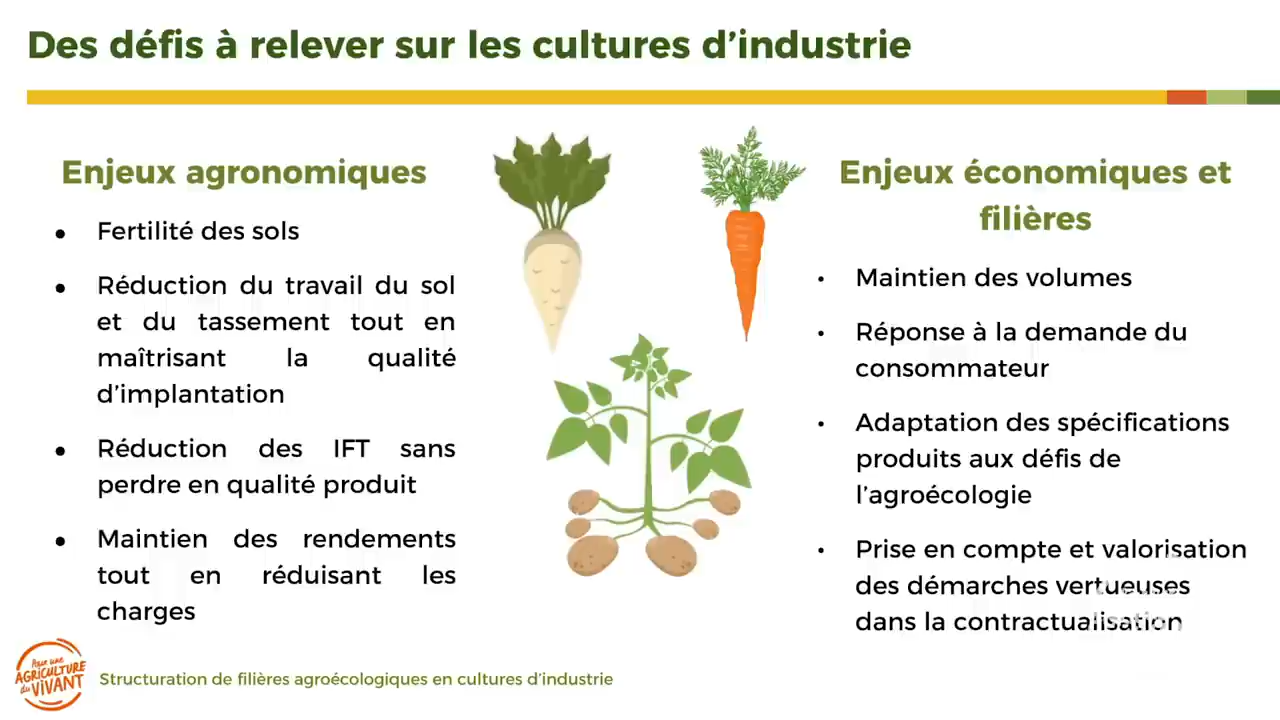 Des défis à relever sur les cultures d’industrie
Enjeux agronomiques
● Fertilité des sols
● Réduction du travail du sol
et du tassement tout en
maîtrisant la qualité
d’implantation
● Réduction des IFT sans
perdre en qualité produit
● Maintien des rendements
tout en réduisant les
charges
Enjeux économiques et
filières
• Maintien des volumes
• Réponse à la demande du
consommateur
• Adaptation des spécifications
produits aux défis de
l’agroécologie
• Prise en compte et valorisation
des démarches vertueuses
dans la contractualisation
Pour une
AGRICULTURE
du VIVANT
Structuration de filières agroécologiques en cultures d’industrie